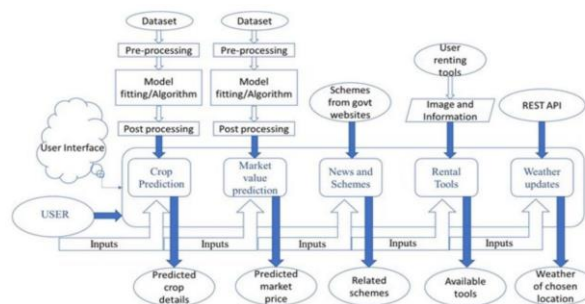 Dataset
Dataset
Pre-processing
Pre-processing
Model
fitting/Algorithm
Model
fitting/Algorithm
Post processing
Post processing
User
renting
tools
Schemes
from govt
websites
Image and
Information
REST API
User Interface
Crop
Prediction
Market
value
prediction
News and
Schemes
Rental
Tools
Weather
updates
USER
Inputs
Inputs
Inputs
Inputs
Inputs
Predicted
crop
details
Predicted
market
price
Related
schemes
Available
tools
Weather
of chosen
location